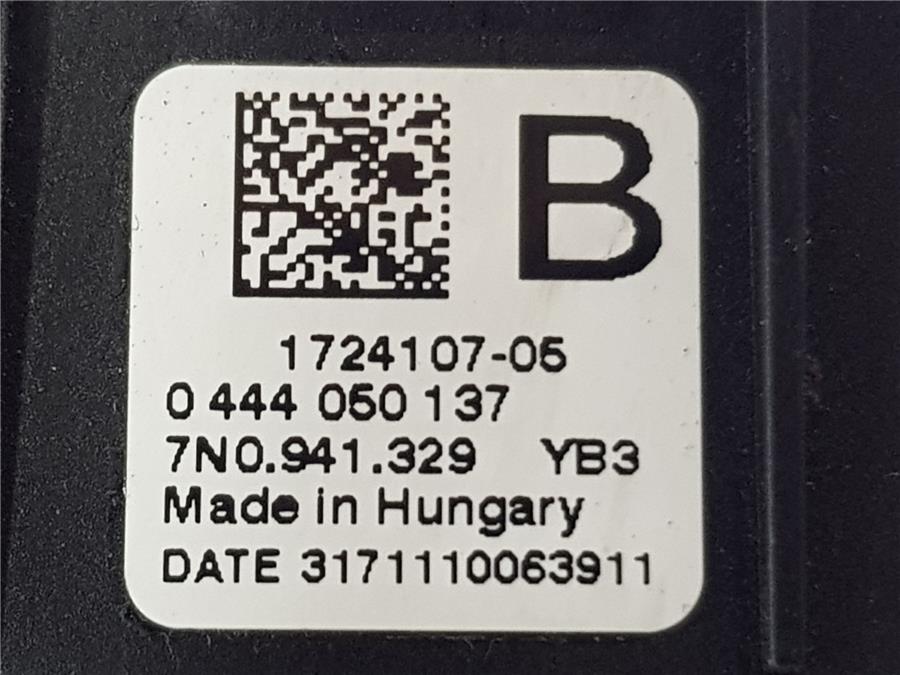 B
1724107-05
0 444 050 137
7N0.941.329 YB3
Made in Hungary
DATE 3171110063911